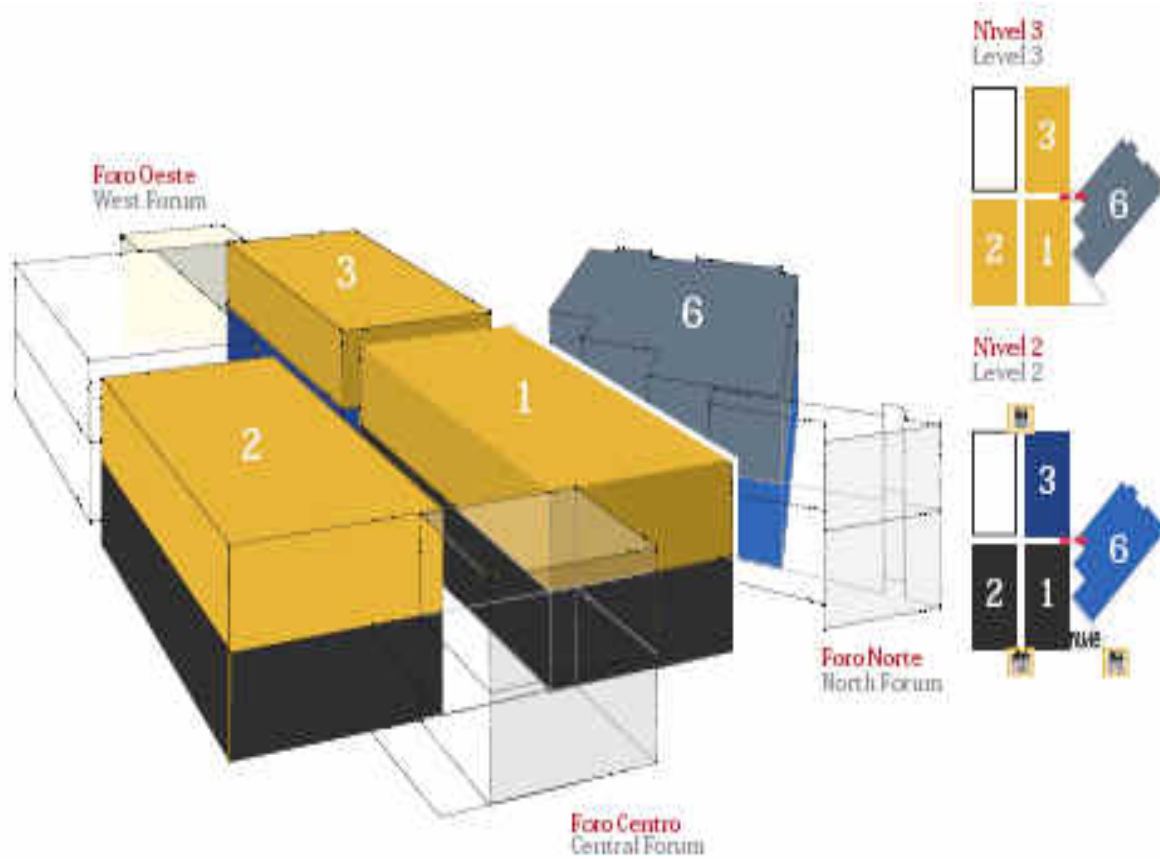 Nivel 3
Level 3
3
6
2
1
Foro Oeste
West Forum
3
6
1
2
Nivel 2
Level 2
3
6
2
1
Foro Norte
North Forum
Foro Centro
Central Forum